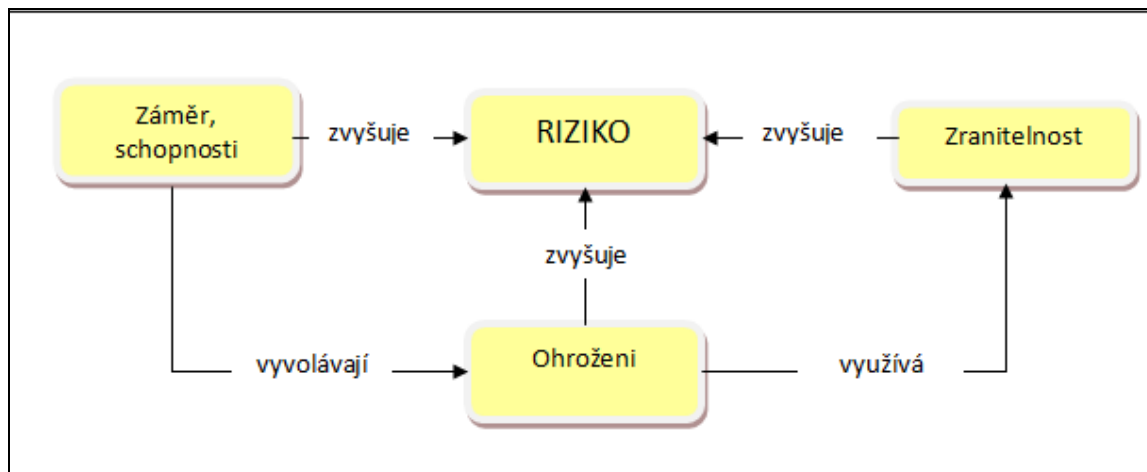 Záměr,
schopnosti
zvyšuje
RIZIKO
zvyšuje
Zranitelnost
zvyšuje
vyvolávají
Ohroženi
využívá